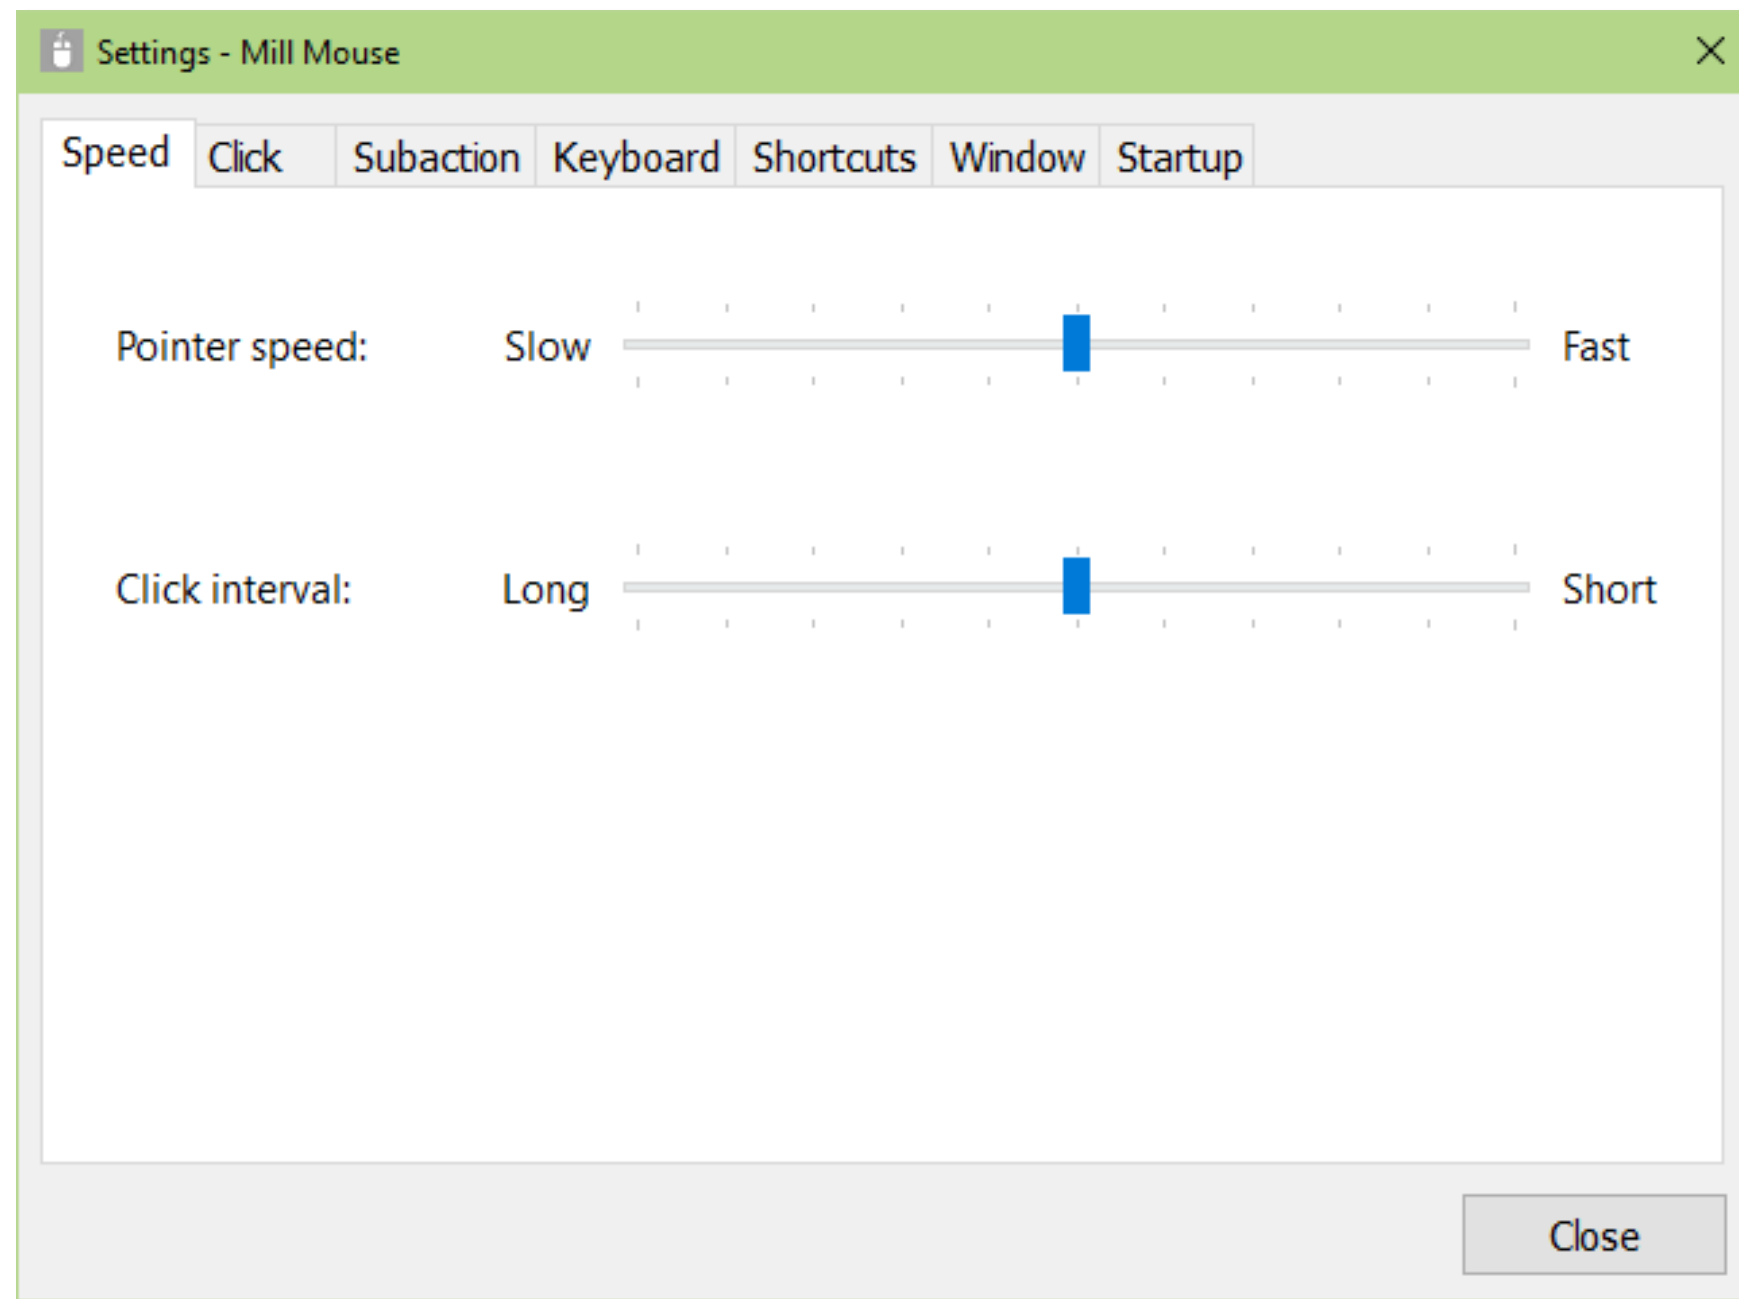 Settings - Mill Mouse
Speed Click Subaction Keyboard Shortcuts Window Startup
Pointer speed: Slow Fast
Click interval: Long Short
Close